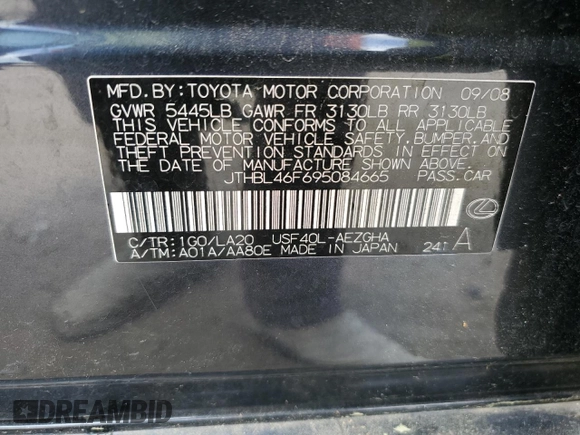 MFD.BY:TOYOTA MOTOR CORPORATION 09/08
GVWR 5445LB GAWR FR 3130LB RR 3130LB
THIS VEHICLE CONFORMS TO ALL APPLICABLE
FEDERAL MOTOR VEHICLE SAFETY,BUMPER,AND
THEFT PREVENTION STANDARDS IN EFFECT ON
THE DATE OF MANUFACTURE SHOWN ABOVE.
JTHBL46F695084665 PASS.CAR
C/TR:1G0/LA20 USF40L-AEZGHA A
A/TM:A01A/AA80E MADE IN JAPAN 241
DREAMBID